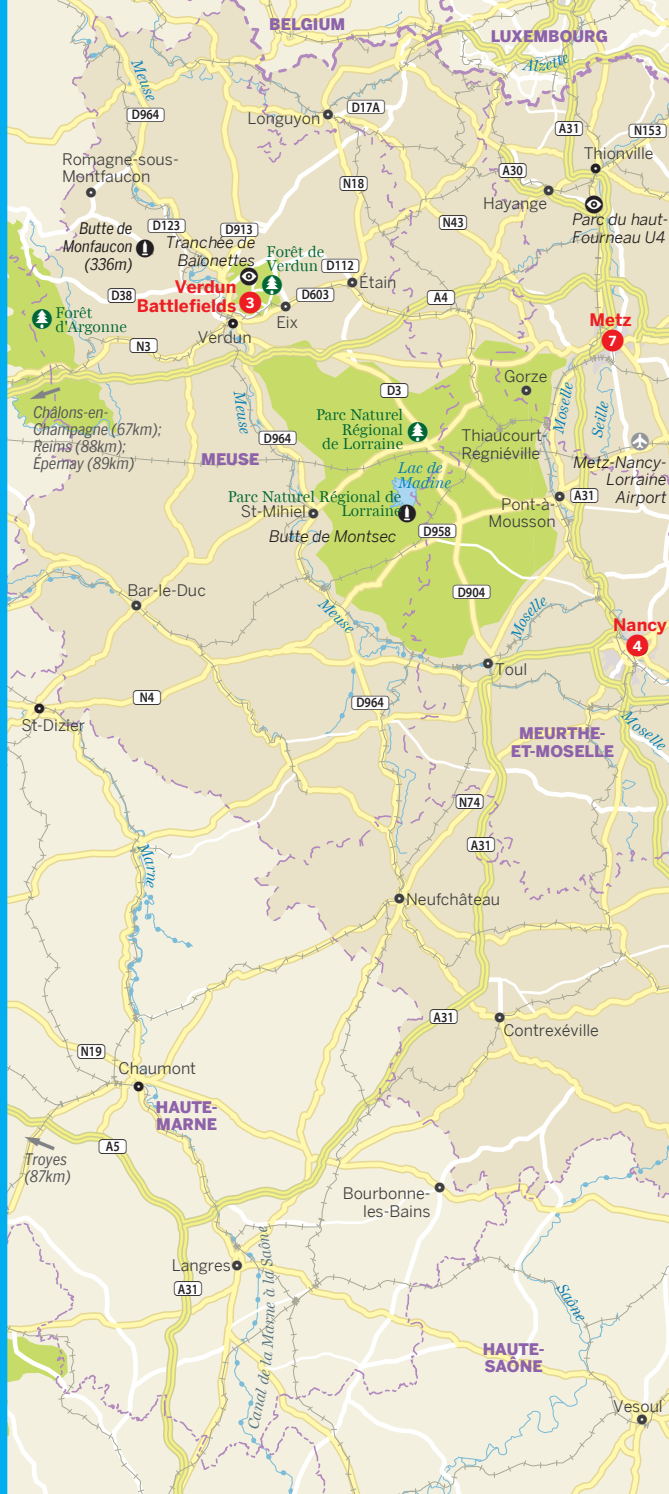 BELGIUM
LUXEMBOURG
Alzette
Meuse
D17A
D964
Longuyon
A31
N153
Romagne-sous-
Montfaucon
Thionville
A30
N18
Hayange
Parc du haut-
Fourneau U4
Butte de
Monfaucon
(336m)
D123
D913
N43
Tranchée de
Baïonettes
Forêt de
Verdun
D112
Étain
Verdun
Battlefields
3
D38
D603
A4
Forêt
d'Argonne
Eix
Verdun
Metz
7
N3
Gorze
Châlons-en-
Champagne (67km);
Reims (88km);
Épernay (89km)
Meuse
D3
Moselle
Seille
Parc Naturel
Régional
de Lorraine
D964
Thiaucourt-
Regniéville
MEUSE
Lac de
Madine
Metz-Nancy-
Lorraine
Airport
Parc Naturel Régional de
Lorraine
St-Mihiel
Pont-à-
Mousson
A31
Butte de Montsec
D958
Bar-le-Duc
D904
Meuse
Moselle
Nancy
4
Toul
N4
D964
St-Dizier
MEURTHE-
ET-MOSELLE
Moselle
N74
A31
Marne
Neufchâteau
A31
Contrexéville
N19
Chaumont
HAUTE-
MARNE
A5
Troyes
(87km)
Bourbonne-
les-Bains
Langres
A31
Canal de la Marne à la Saône
Saône
HAUTE-
SAÔNE
Vesoul